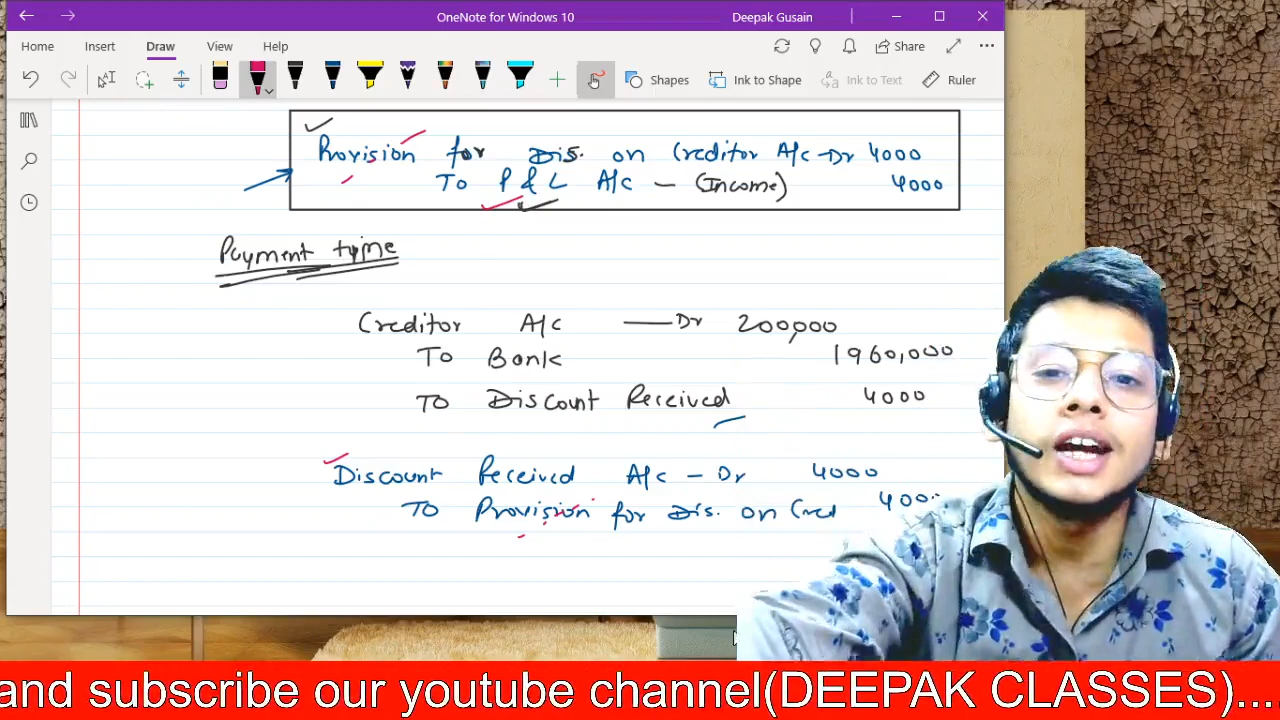 OneNote for Windows 10
Deepak Gusain
Home Insert Draw View Help
Share
Shapes Ink to Shape Ink to Text Ruler
Provision for Dis. on Creditor A/c - Dr 4000
To P & L A/c - (Income) 4000
Payment time
Creditor A/c — Dr 200,000
To Bank 1960,000
To Discount Received 4000
Discount Received A/c - Dr 4000
To Provision for Dis. on Cred 4000
and subscribe our youtube channel(DEEPAK CLASSES)...